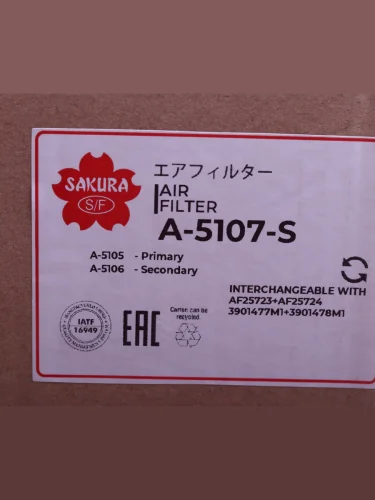 SAKURA
S/F
エアフィルター
AIR
FILTER
A-5107-S
A-5105 - Primary
A-5106 - Secondary
INTERCHANGEABLE WITH
AF25723+AF25724
3901477M1+3901478M1
IATF
16949
EAC
Carton can be
recycled